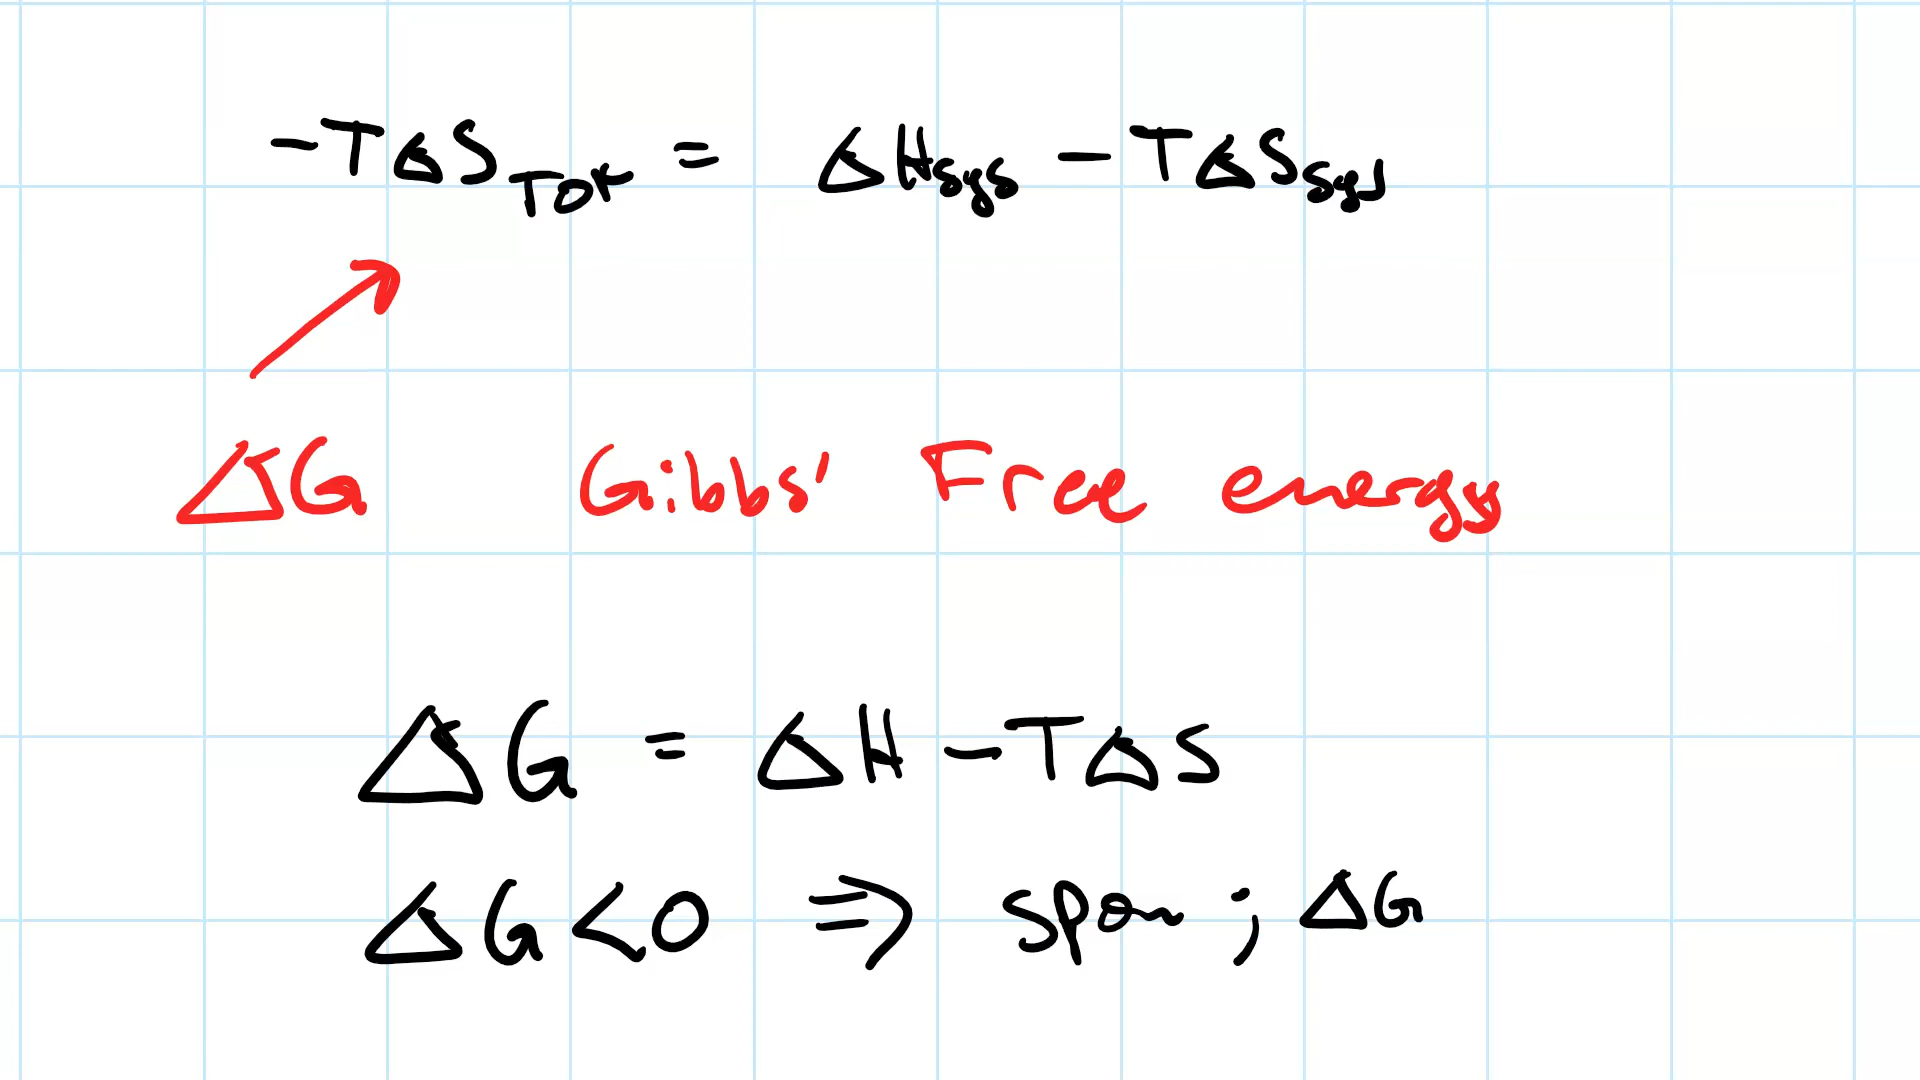 -TΔS_Tot = ΔH_sys - TΔS_sys
ΔG Gibbs' Free energy
ΔG = ΔH - TΔS
ΔG < 0 ⇒ spon ; ΔG